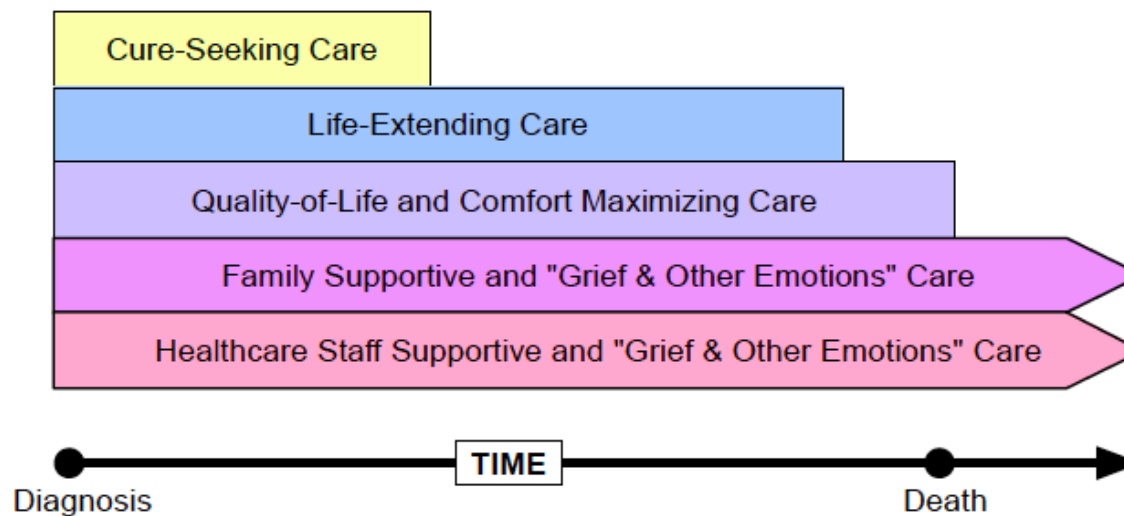 Cure-Seeking Care
Life-Extending Care
Quality-of-Life and Comfort Maximizing Care
Family Supportive and "Grief & Other Emotions" Care
Healthcare Staff Supportive and "Grief & Other Emotions" Care
TIME
Diagnosis
Death